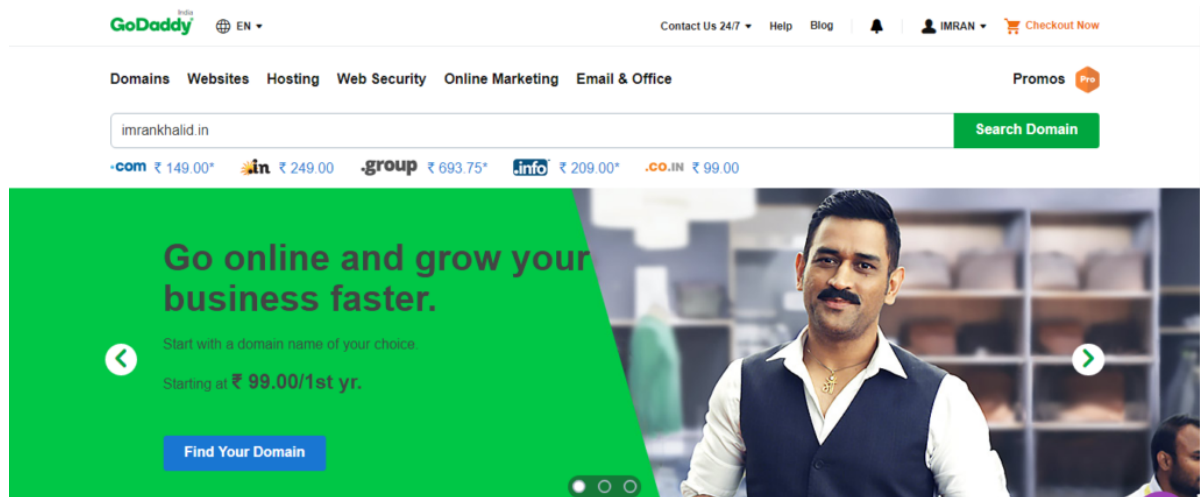 India
GoDaddy EN Contact Us 24/7 Help Blog IMRAN Checkout Now
Domains Websites Hosting Web Security Online Marketing Email & Office Promos Pro
imrankhalid.in Search Domain
.com ₹ 149.00* .in ₹ 249.00 .group ₹ 693.75* .info ₹ 209.00* .co.in ₹ 99.00
Go online and grow your
business faster.
Start with a domain name of your choice.
Starting at ₹ 99.00/1st yr.
Find Your Domain